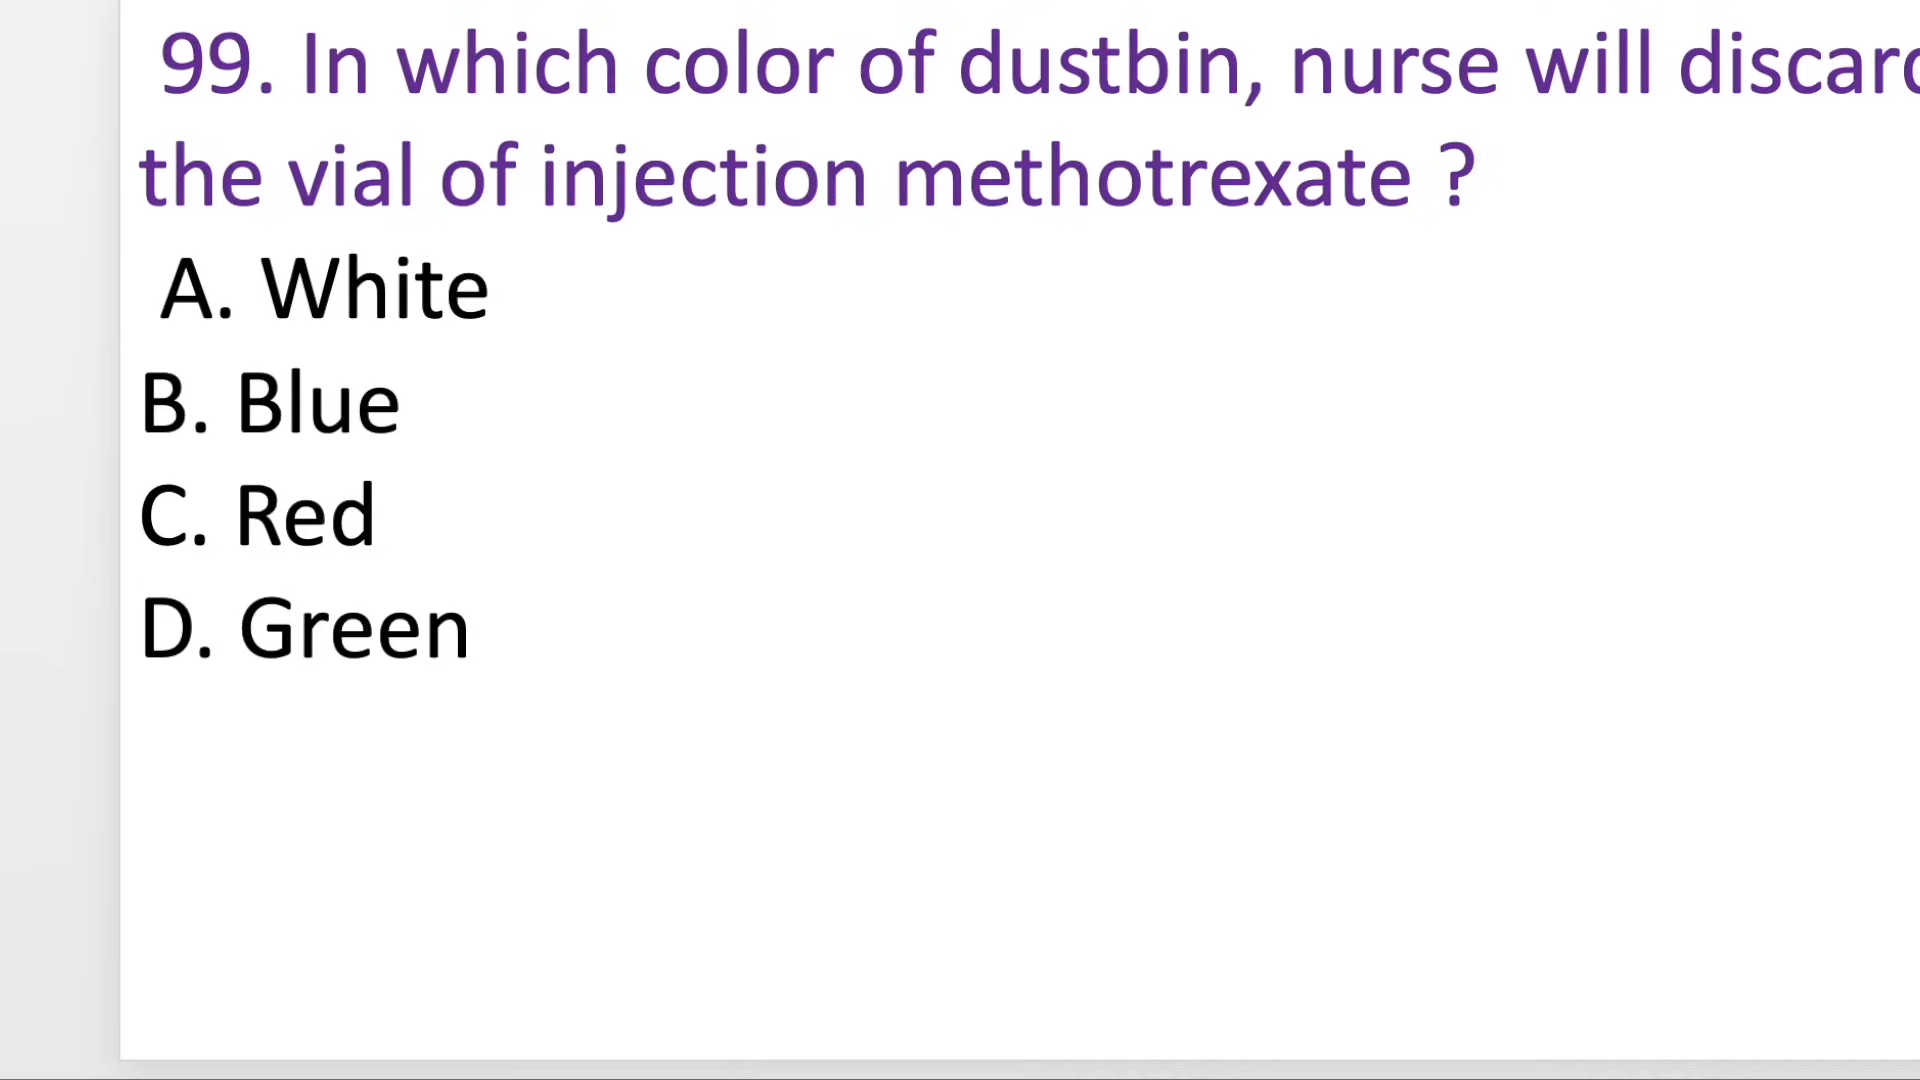 99. In which color of dustbin, nurse will discard
the vial of injection methotrexate ?
A. White
B. Blue
C. Red
D. Green